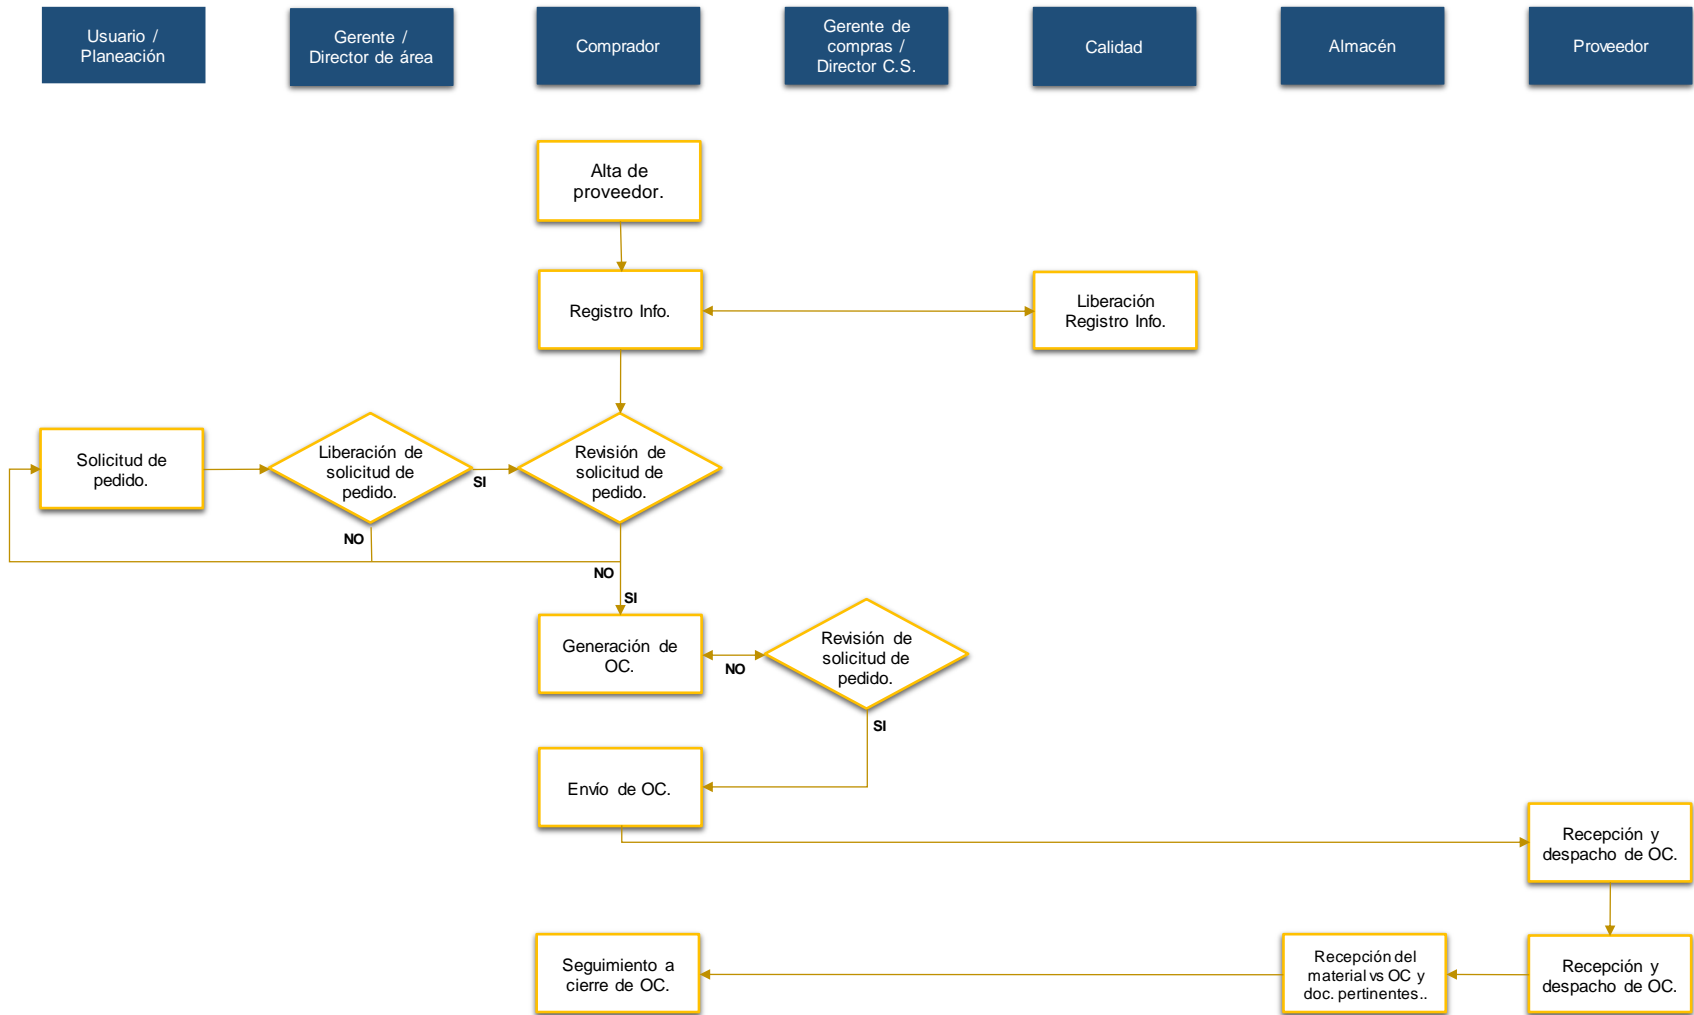 Usuario /
Planeación
Gerente /
Director de área
Comprador
Gerente de
compras /
Director C.S.
Calidad
Almacén
Proveedor
Alta de
proveedor.
Registro Info.
Liberación
Registro Info.
Solicitud de
pedido.
Liberación de
solicitud de
pedido.
SI
Revisión de
solicitud de
pedido.
NO
NO
SI
Generación de
OC.
NO
Revisión de
solicitud de
pedido.
SI
Envío de OC.
Recepción y
despacho de OC.
Seguimiento a
cierre de OC.
Recepción del
material vs OC y
doc. pertinentes..
Recepción y
despacho de OC.